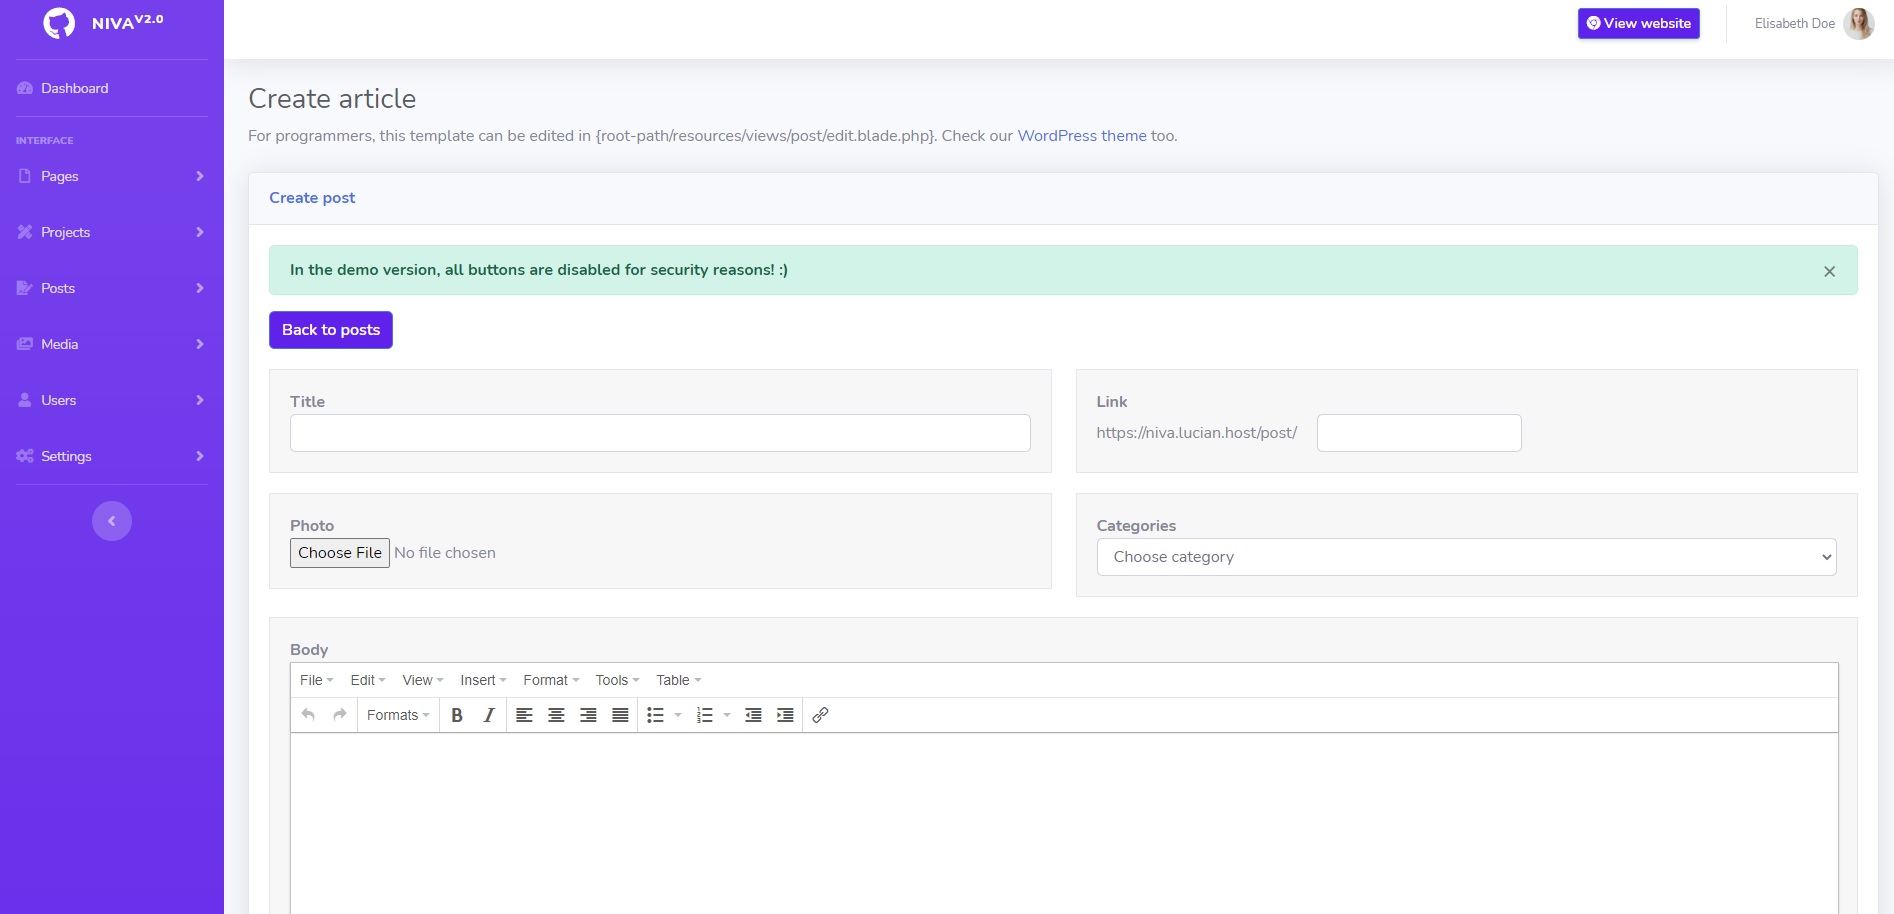 NIVA V2.0
View website
Elisabeth Doe
Dashboard
INTERFACE
Pages
Projects
Posts
Media
Users
Settings
Create article
For programmers, this template can be edited in {root-path/resources/views/post/edit.blade.php}. Check our WordPress theme too.
Create post
In the demo version, all buttons are disabled for security reasons! :)
Back to posts
Title
Link
https://niva.lucian.host/post/
Photo
Choose File No file chosen
Categories
Choose category
Body
File Edit View Insert Format Tools Table
Formats B I